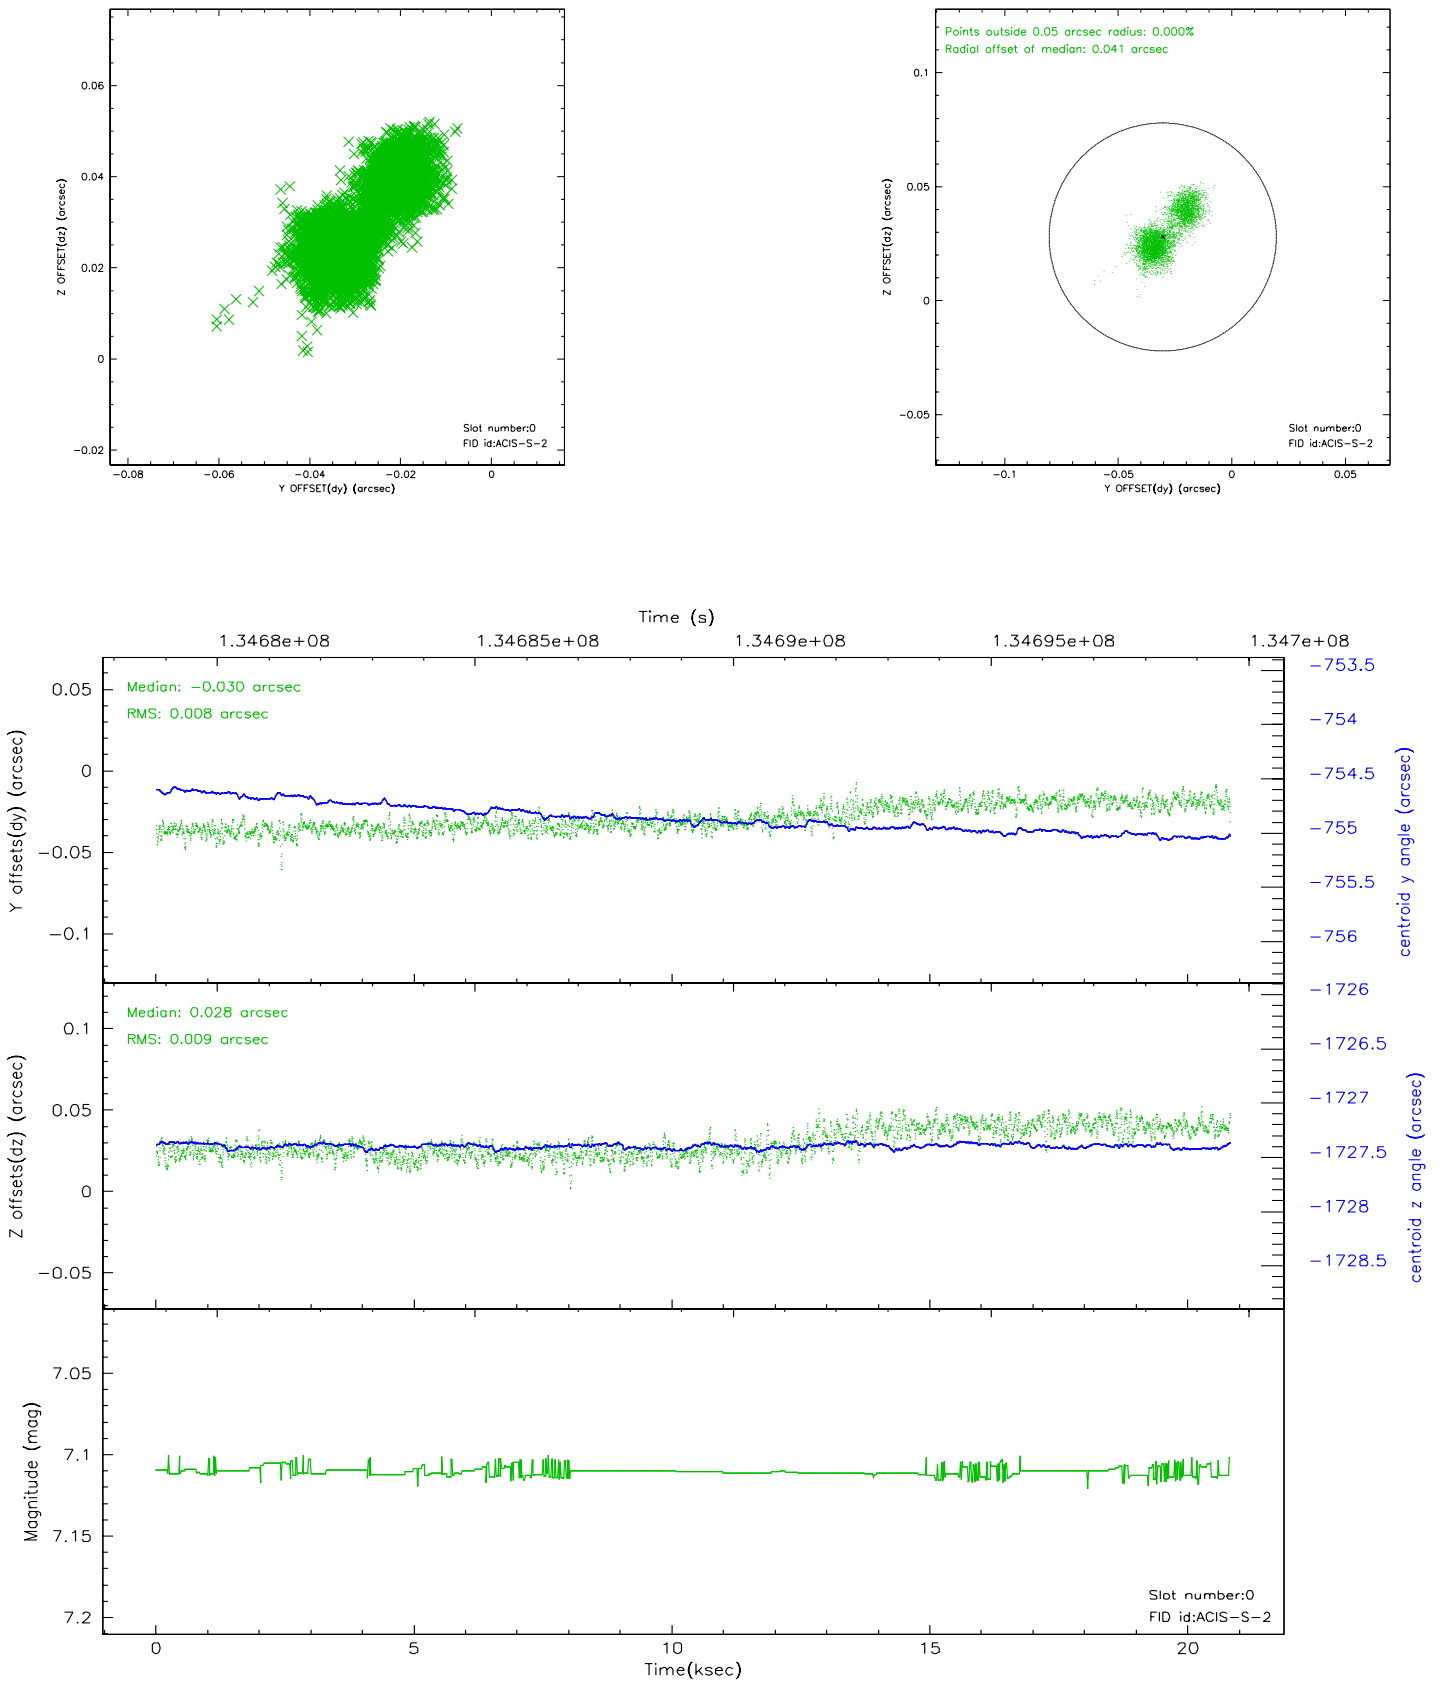 0.06
0.04
0.02
0
−0.02
Z OFFSET(dz) (arcsec)
−0.08 −0.06 −0.04 −0.02 0
Y OFFSET(dy) (arcsec)
Slot number:0
FID id:ACIS−S−2
Points outside 0.05 arcsec radius: 0.000%
Radial offset of median: 0.041 arcsec
0.1
0.05
0
−0.05
Z OFFSET(dz) (arcsec)
−0.1 −0.05 0 0.05
Y OFFSET(dy) (arcsec)
Slot number:0
FID id:ACIS−S−2
Time (s)
1.3468e+08 1.34685e+08 1.3469e+08 1.34695e+08 1.347e+08
Median: −0.030 arcsec
RMS: 0.008 arcsec
0.05
0
−0.05
−0.1
Y offsets(dy) (arcsec)
−753.5
−754
−754.5
−755
−755.5
−756
centroid y angle (arcsec)
Median: 0.028 arcsec
RMS: 0.009 arcsec
0.1
0.05
0
−0.05
Z offsets(dz) (arcsec)
−1726
−1726.5
−1727
−1727.5
−1728
−1728.5
centroid z angle (arcsec)
7.05
7.1
7.15
7.2
Magnitude (mag)
Slot number:0
FID id:ACIS−S−2
0 5 10 15 20
Time(ksec)